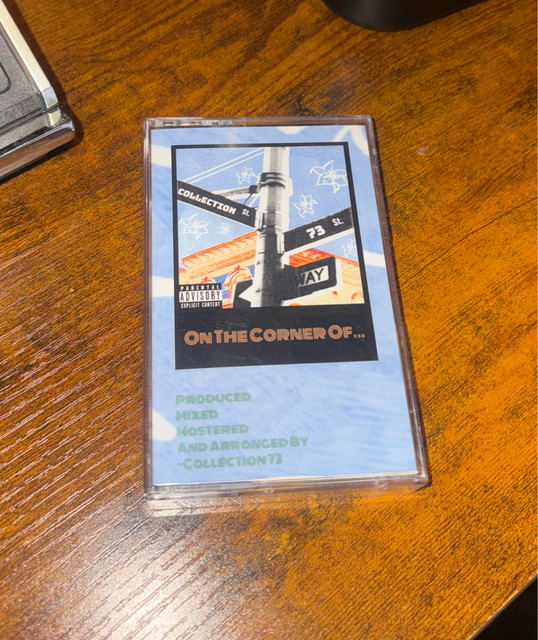 COLLECTION ST.
73 ST.
WAY
PARENTAL
ADVISORY
EXPLICIT CONTENT
ON THE CORNER OF...
PRODUCED
MIXED
MASTERED
AND ARRANGED BY
-COLLECTION 73